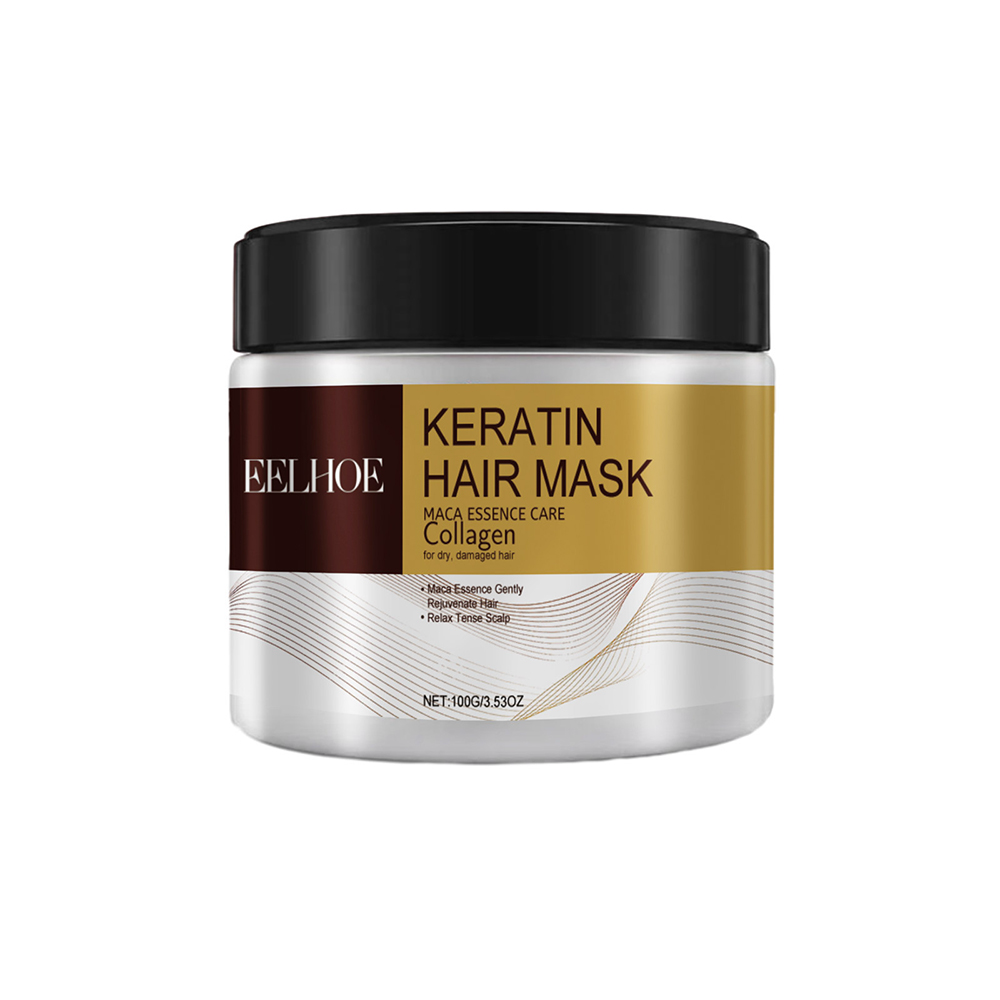 EELHOE
KERATIN
HAIR MASK
MACA ESSENCE CARE
Collagen
for dry, damaged hair
• Maca Essence Gently
Rejuvenate Hair
• Relax Tense Scalp
NET:100G/3.53OZ